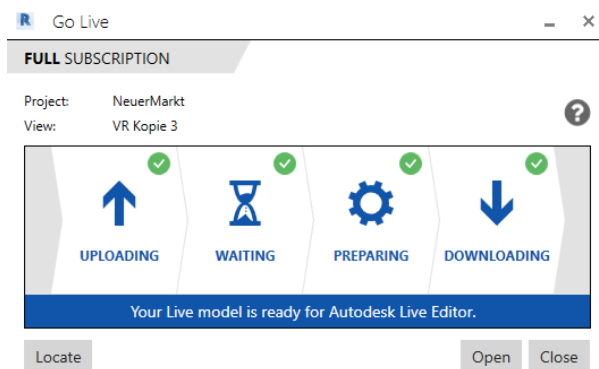 R Go Live
FULL SUBSCRIPTION
Project: NeuerMarkt
View: VR Kopie 3
?
UPLOADING WAITING PREPARING DOWNLOADING
Your Live model is ready for Autodesk Live Editor.
Locate Open Close